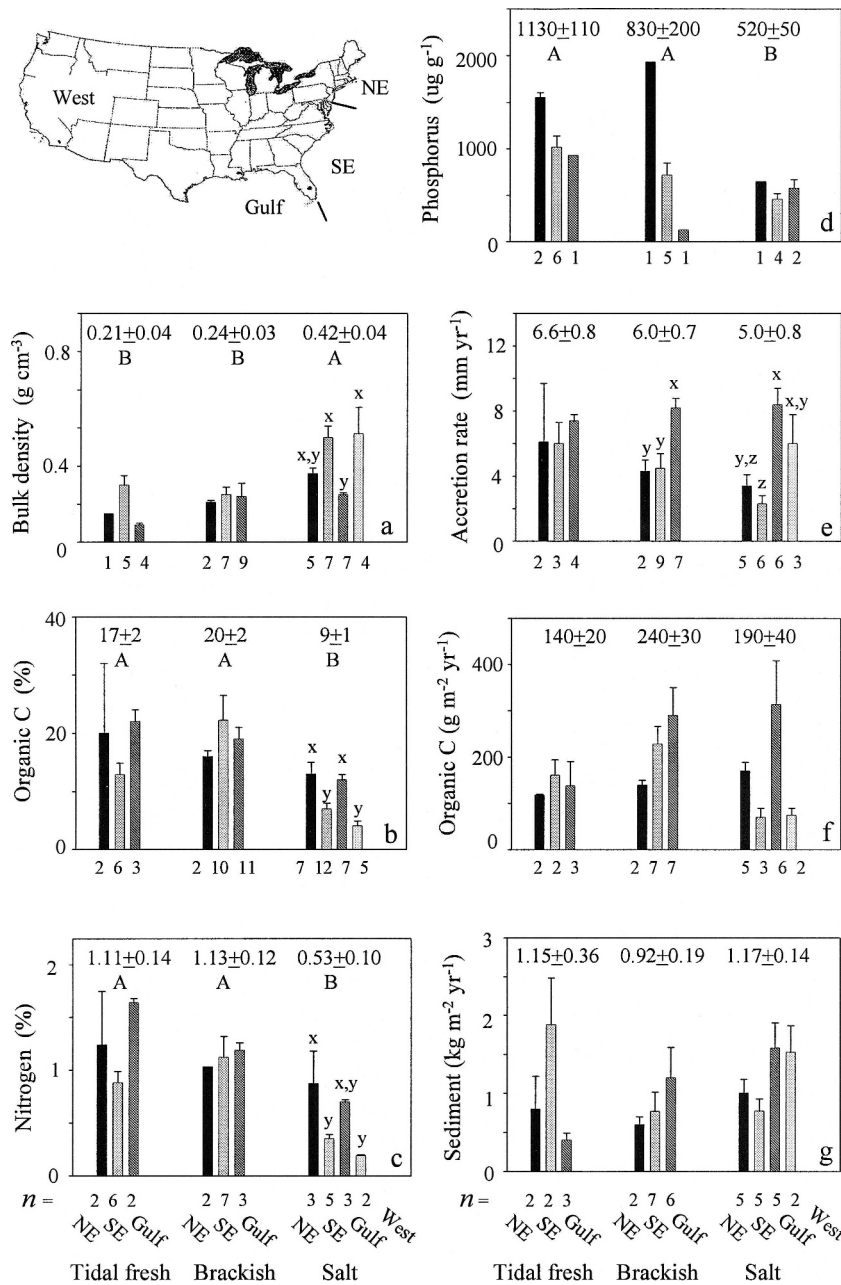 West
NE
SE
Gulf
Phosphorus (ug g⁻¹)
2000
1000
0
1130±110
830±200
520±50
A
A
B
d
2 6 1
1 5 1
1 4 2
Bulk density (g cm⁻³)
0.8
0.4
0
0.21±0.04
0.24±0.03
0.42±0.04
B
B
A
x,y
x
y
x
a
1 5 4
2 7 9
5 7 7 4
Accretion rate (mm yr⁻¹)
12
8
4
0
6.6±0.8
6.0±0.7
5.0±0.8
y
y
x
y,z
z
x
x,y
e
2 3 4
2 9 7
5 6 6 3
Organic C (%)
40
20
0
17±2
20±2
9±1
A
A
B
x
y
x
y
b
2 6 3
2 10 11
7 12 7 5
Organic C (g m⁻² yr⁻¹)
400
200
0
140±20
240±30
190±40
f
2 2 3
2 7 7
5 3 6 2
Nitrogen (%)
2
1
0
1.11±0.14
1.13±0.12
0.53±0.10
A
A
B
x
y
x,y
y
c
n = 2 6 2
2 7 3
3 5 3 2
NE SE Gulf
NE SE Gulf
NE SE Gulf West
Tidal fresh
Brackish
Salt
Sediment (kg m⁻² yr⁻¹)
3
2
1
0
1.15±0.36
0.92±0.19
1.17±0.14
g
n = 2 2 3
2 7 6
5 5 5 2
NE SE Gulf
NE SE Gulf
NE SE Gulf West
Tidal fresh
Brackish
Salt